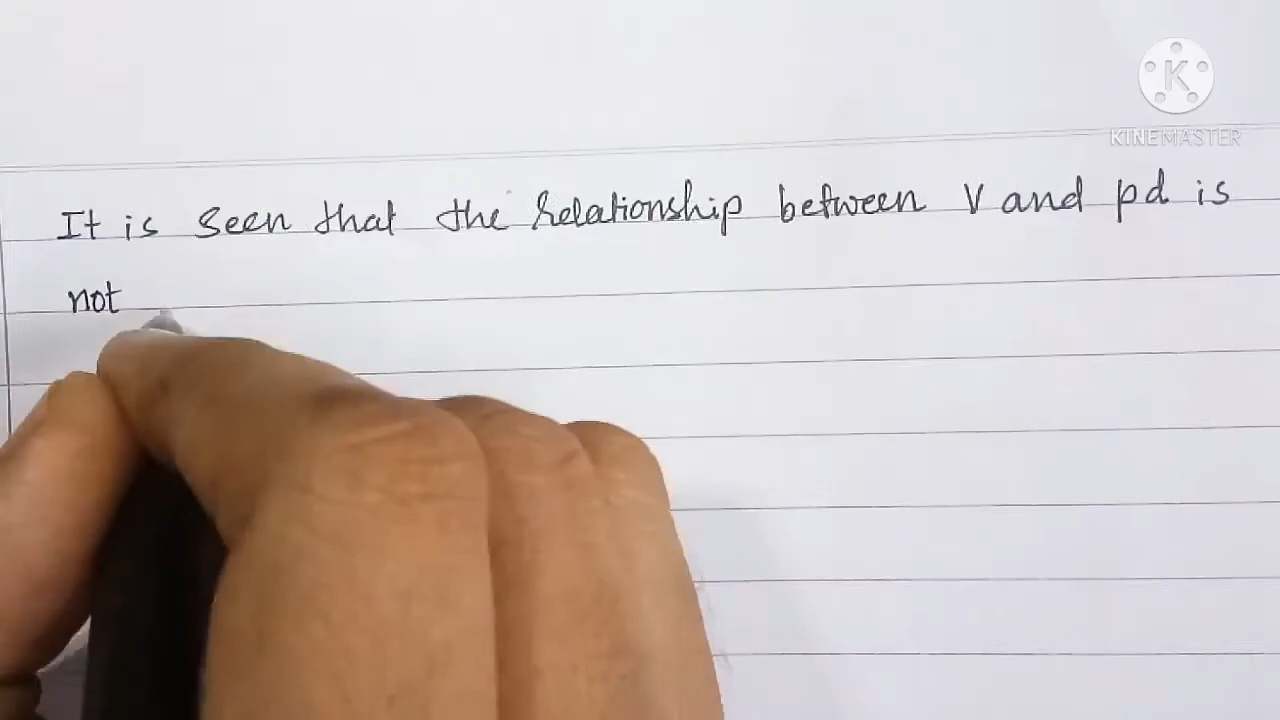 K
KINEMASTER
It is seen that the relationship between V and pd is
not